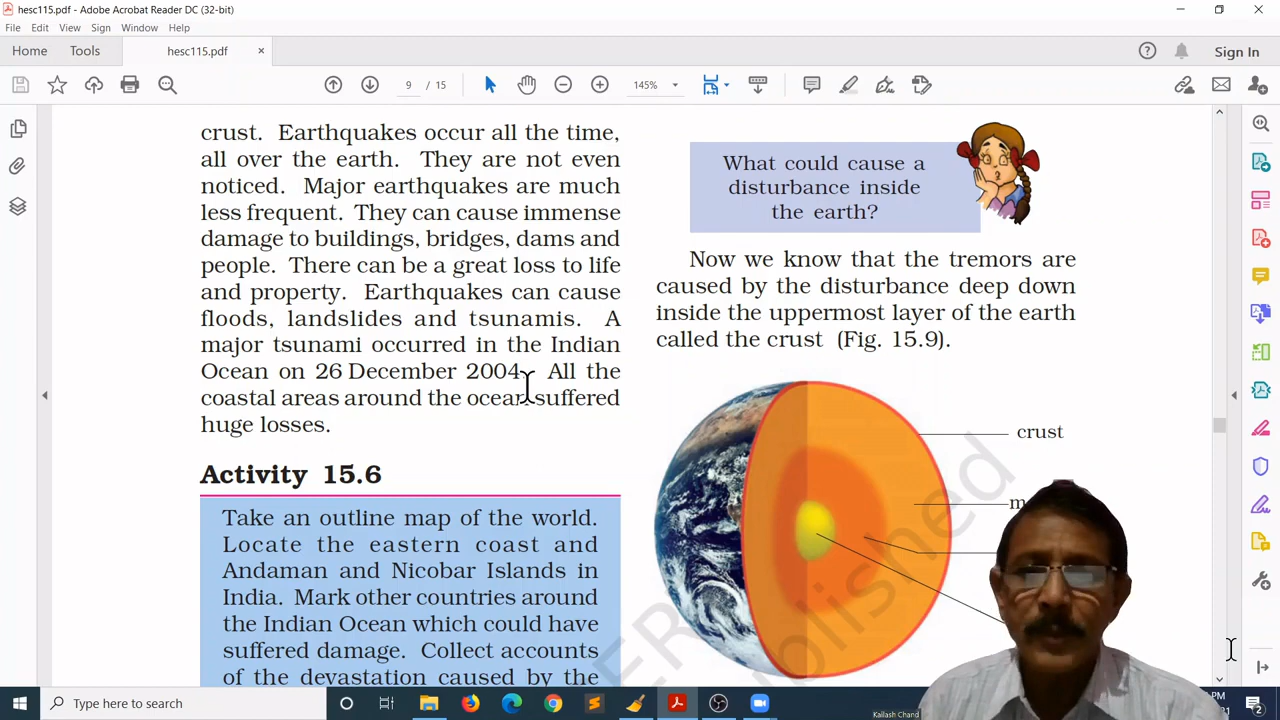 hesc115.pdf - Adobe Acrobat Reader DC (32-bit)
File Edit View Sign Window Help
Home Tools hesc115.pdf × Sign In
9 / 15 145%
crust. Earthquakes occur all the time,
all over the earth. They are not even
noticed. Major earthquakes are much
less frequent. They can cause immense
damage to buildings, bridges, dams and
people. There can be a great loss to life
and property. Earthquakes can cause
floods, landslides and tsunamis. A
major tsunami occurred in the Indian
Ocean on 26 December 2004. All the
coastal areas around the ocean suffered
huge losses.
Activity 15.6
Take an outline map of the world.
Locate the eastern coast and
Andaman and Nicobar Islands in
India. Mark other countries around
the Indian Ocean which could have
suffered damage. Collect accounts
of the devastation caused by the
What could cause a
disturbance inside
the earth?
Now we know that the tremors are
caused by the disturbance deep down
inside the uppermost layer of the earth
called the crust (Fig. 15.9).
crust
Type here to search
Kailash Chand
2